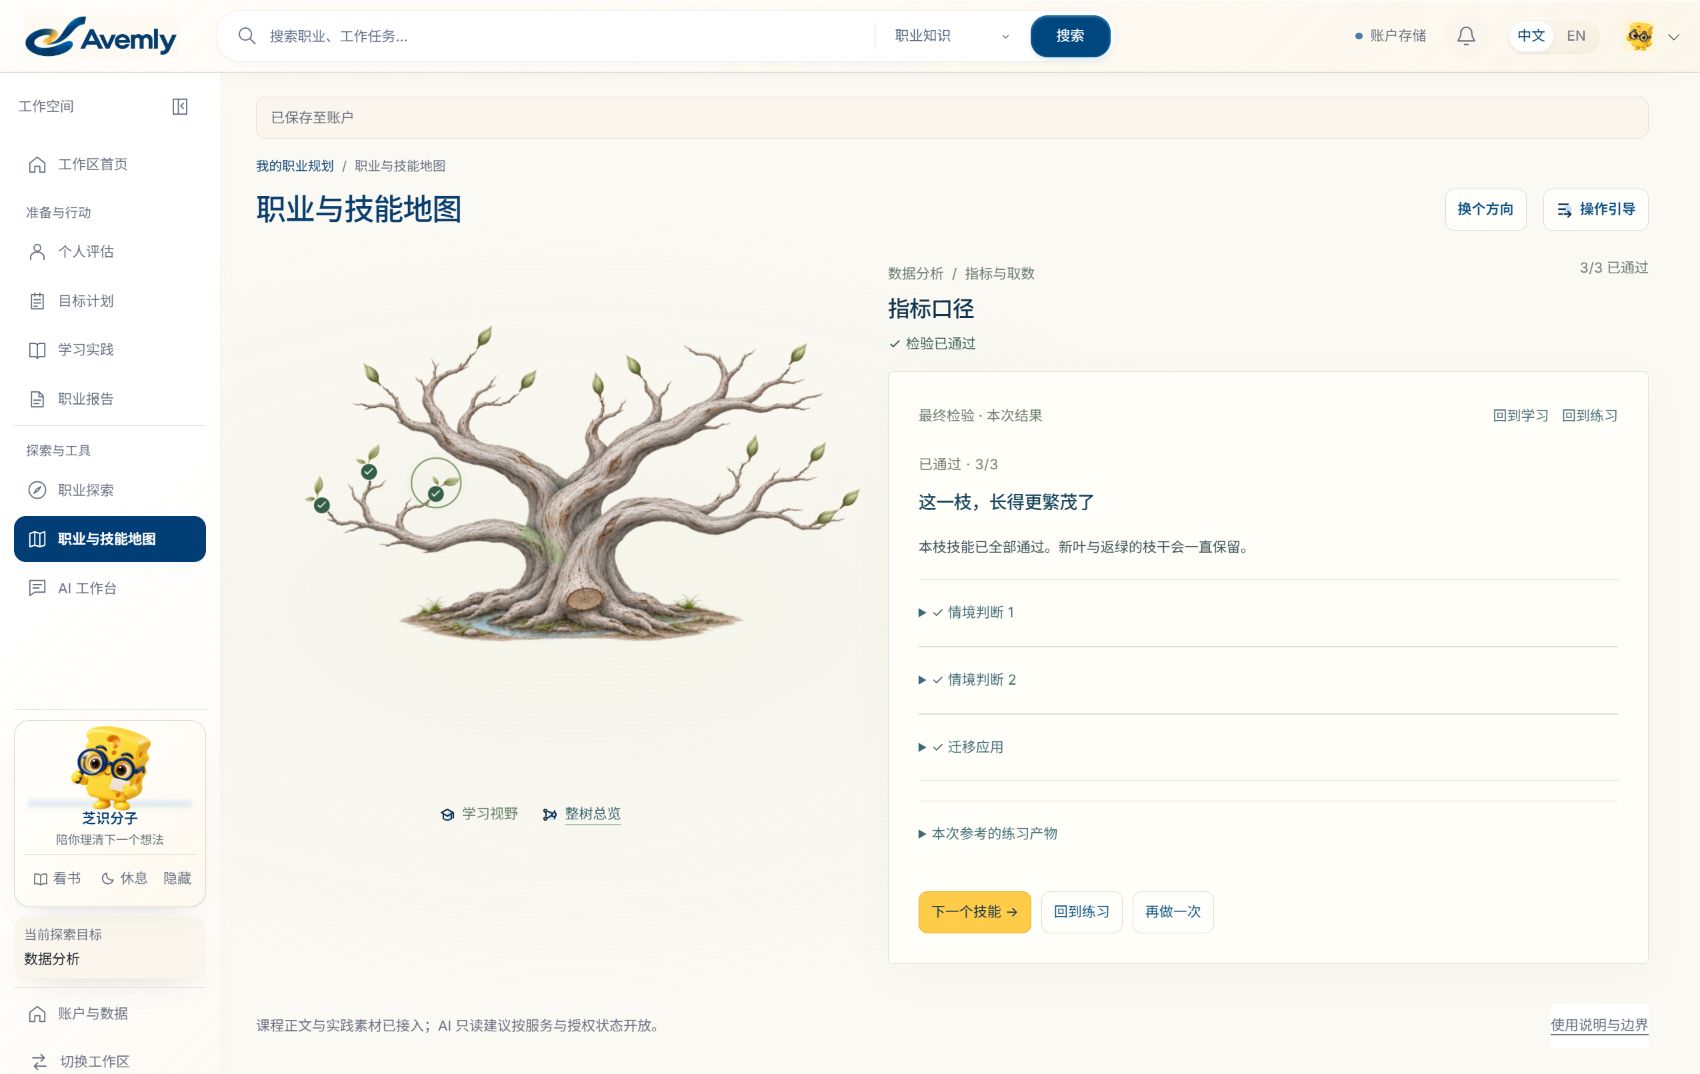 Avemly
搜索职业、工作任务...
职业知识
搜索
账户存储
中文 EN
工作空间
工作区首页
准备与行动
个人评估
目标计划
学习实践
职业报告
探索与工具
职业探索
职业与技能地图
AI 工作台
芝识分子
陪你理清下一个想法
看书 休息 隐藏
当前探索目标
数据分析
账户与数据
切换工作区
已保存至账户
我的职业规划 / 职业与技能地图
职业与技能地图
换个方向
操作引导
学习视野
整树总览
数据分析 / 指标与取数
3/3 已通过
指标口径
检验已通过
最终检验 · 本次结果
回到学习 回到练习
已通过 · 3/3
这一枝，长得更繁茂了
本枝技能已全部通过。新叶与返绿的枝干会一直保留。
▶ ✓ 情境判断 1
▶ ✓ 情境判断 2
▶ ✓ 迁移应用
▶ 本次参考的练习产物
下一个技能 →
回到练习
再做一次
课程正文与实践素材已接入；AI 只读建议按服务与授权状态开放。
使用说明与边界